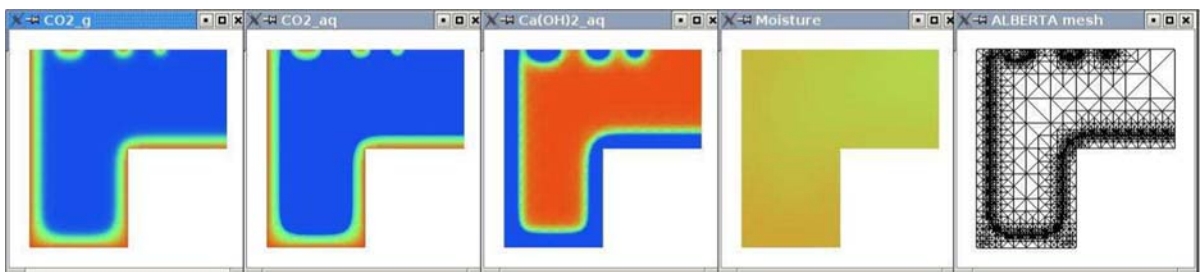 CO2_g
CO2_aq
Ca(OH)2_aq
Moisture
ALBERTA mesh